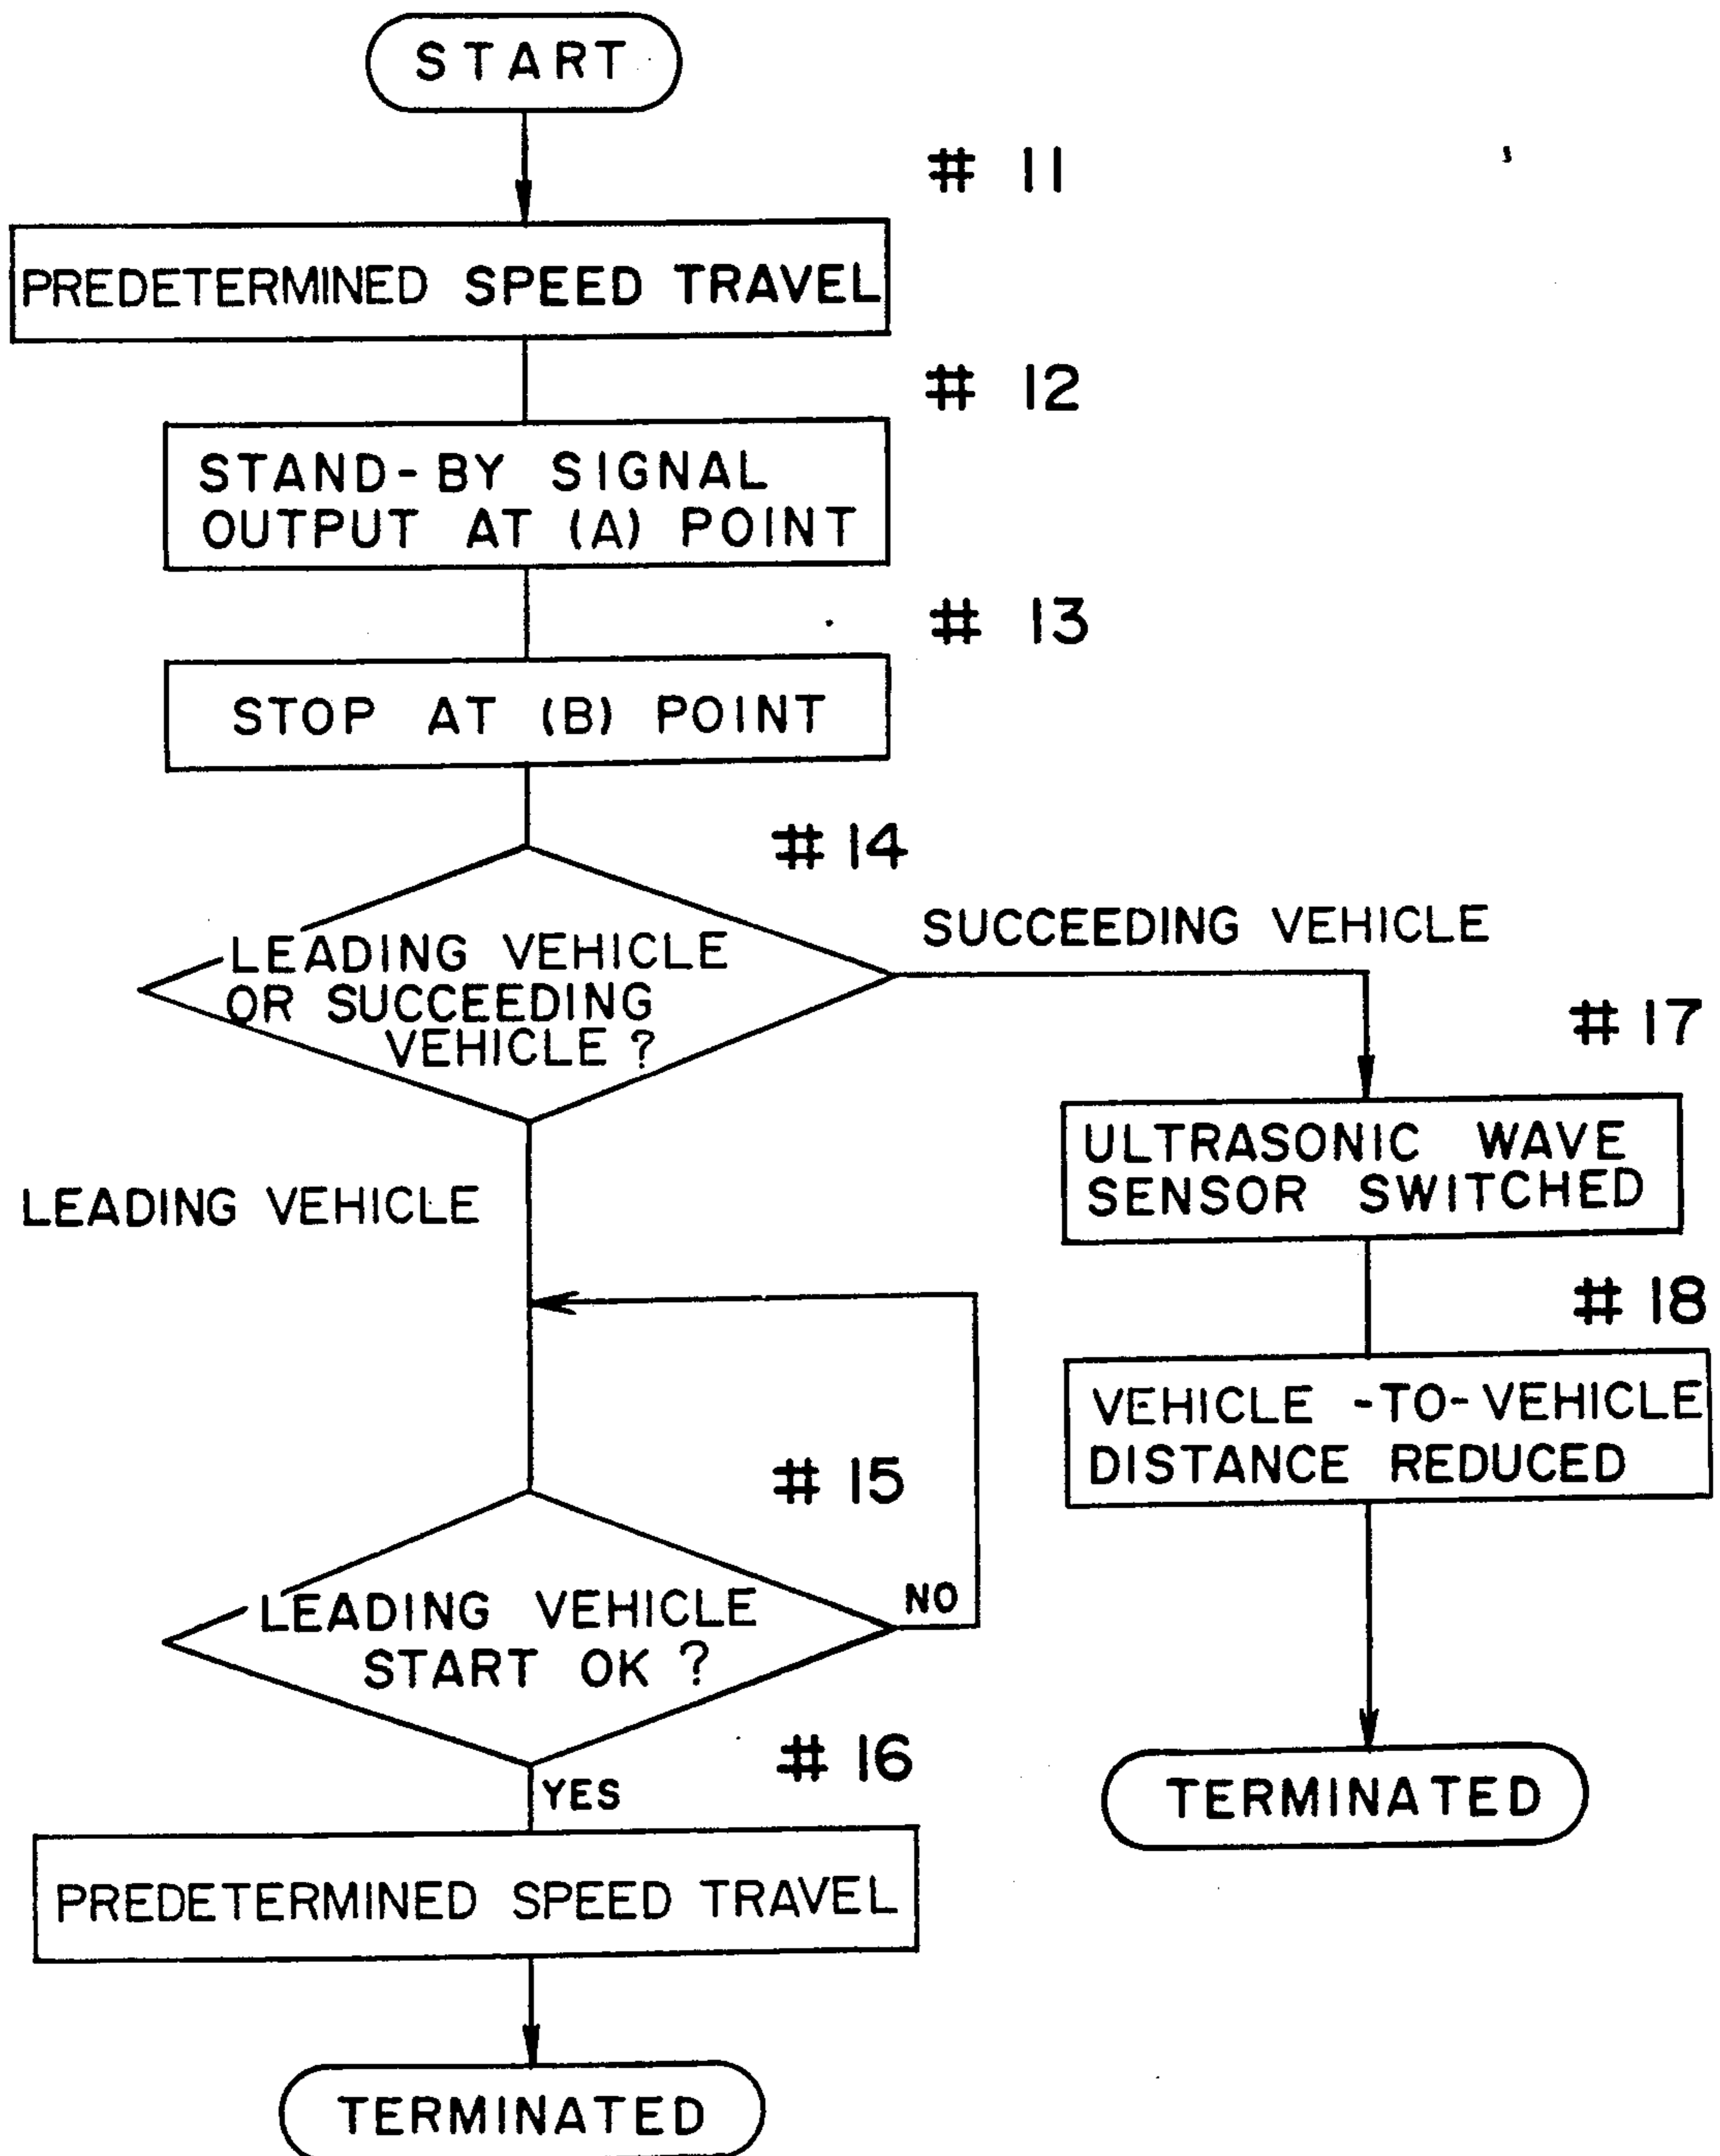 START
# 11
PREDETERMINED SPEED TRAVEL
# 12
STAND-BY SIGNAL
OUTPUT AT (A) POINT
# 13
STOP AT (B) POINT
# 14
LEADING VEHICLE
OR SUCCEEDING
VEHICLE ?
SUCCEEDING VEHICLE
# 17
ULTRASONIC WAVE
SENSOR SWITCHED
# 18
VEHICLE -TO- VEHICLE
DISTANCE REDUCED
TERMINATED
LEADING VEHICLE
# 15
LEADING VEHICLE
START OK ?
NO
YES
# 16
PREDETERMINED SPEED TRAVEL
TERMINATED